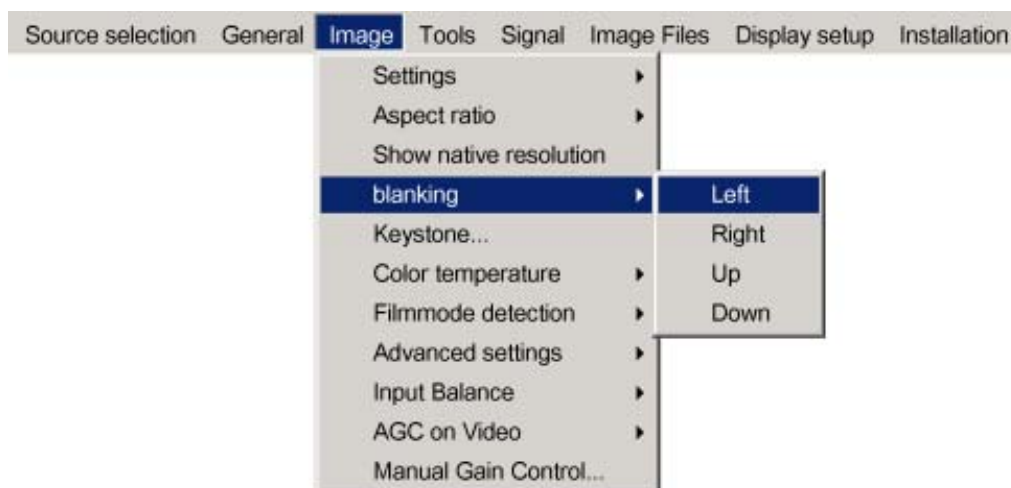 Source selection General Image Tools Signal Image Files Display setup Installation
Settings
Aspect ratio
Show native resolution
blanking
Left
Keystone...
Right
Color temperature
Up
Filmmode detection
Down
Advanced settings
Input Balance
AGC on Video
Manual Gain Control...